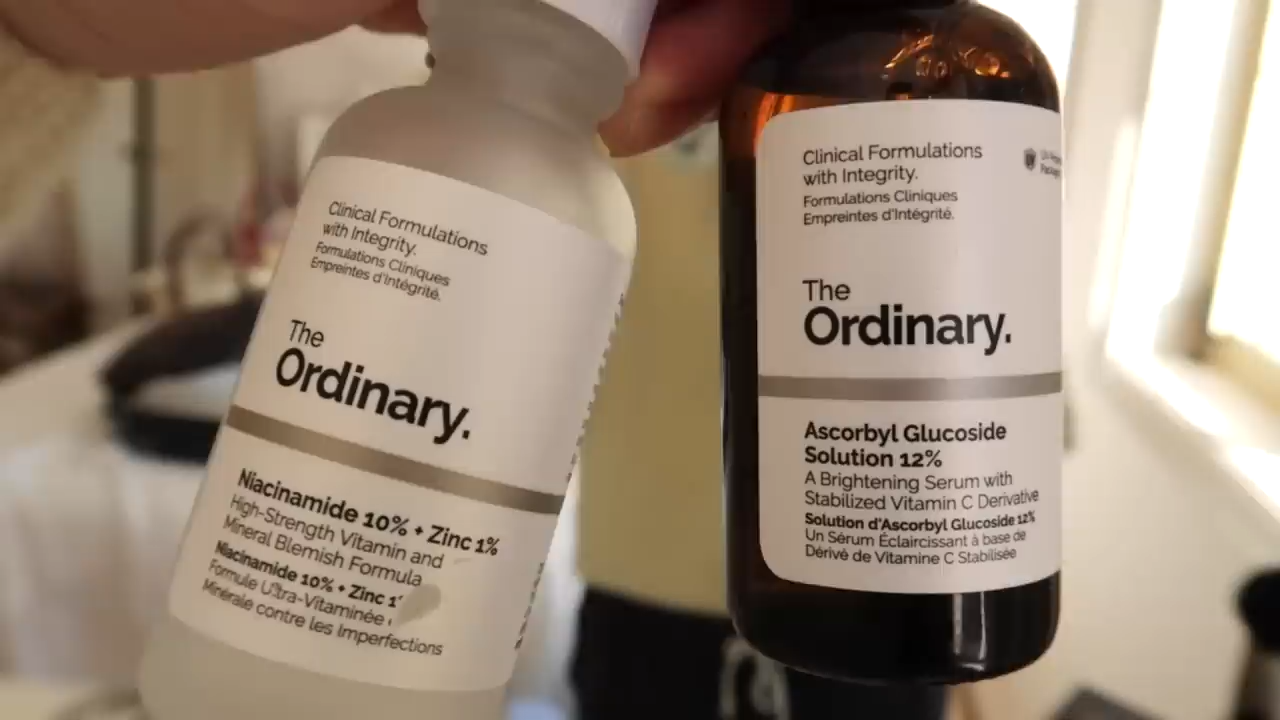 Clinical Formulations
with Integrity.
Formulations Cliniques
Empreintes d'Intégrité.
The
Ordinary.
Niacinamide 10% + Zinc 1%
High-Strength Vitamin and
Mineral Blemish Formula
Niacinamide 10% + Zinc 1
Formule Ultra-Vitaminée
Minérale contre les Imperfections
Clinical Formulations
with Integrity.
Formulations Cliniques
Empreintes d'Intégrité.
The
Ordinary.
Ascorbyl Glucoside
Solution 12%
A Brightening Serum with
Stabilized Vitamin C Derivative
Solution d'Ascorbyl Glucoside 12%
Un Sérum Éclaircissant à base de
Dérivé de Vitamine C Stabilisée